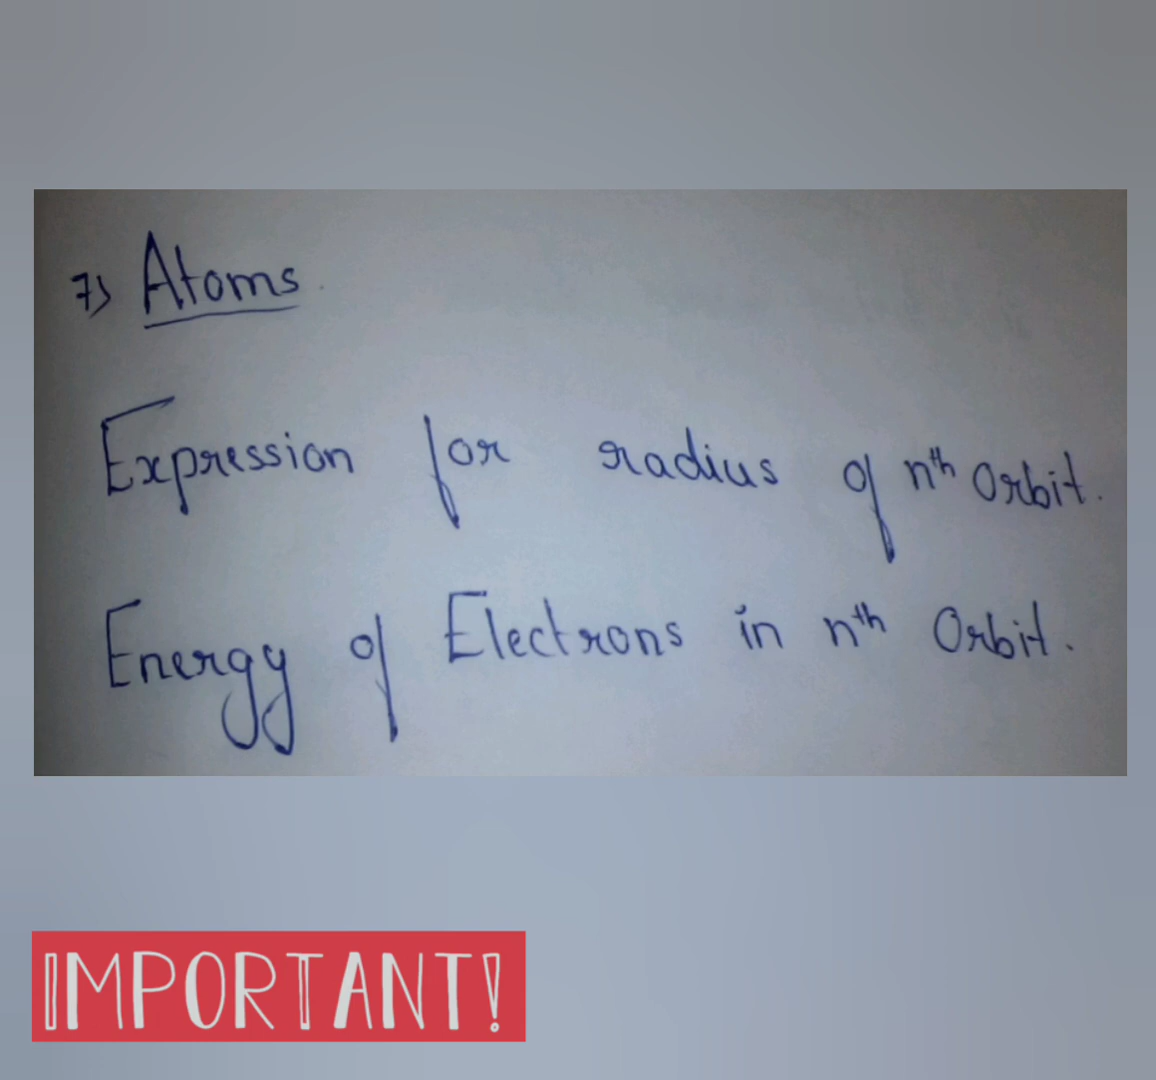 7) Atoms
Expression for radius of nth Orbit.
Energy of Electrons in nth Orbit.
IMPORTANT!